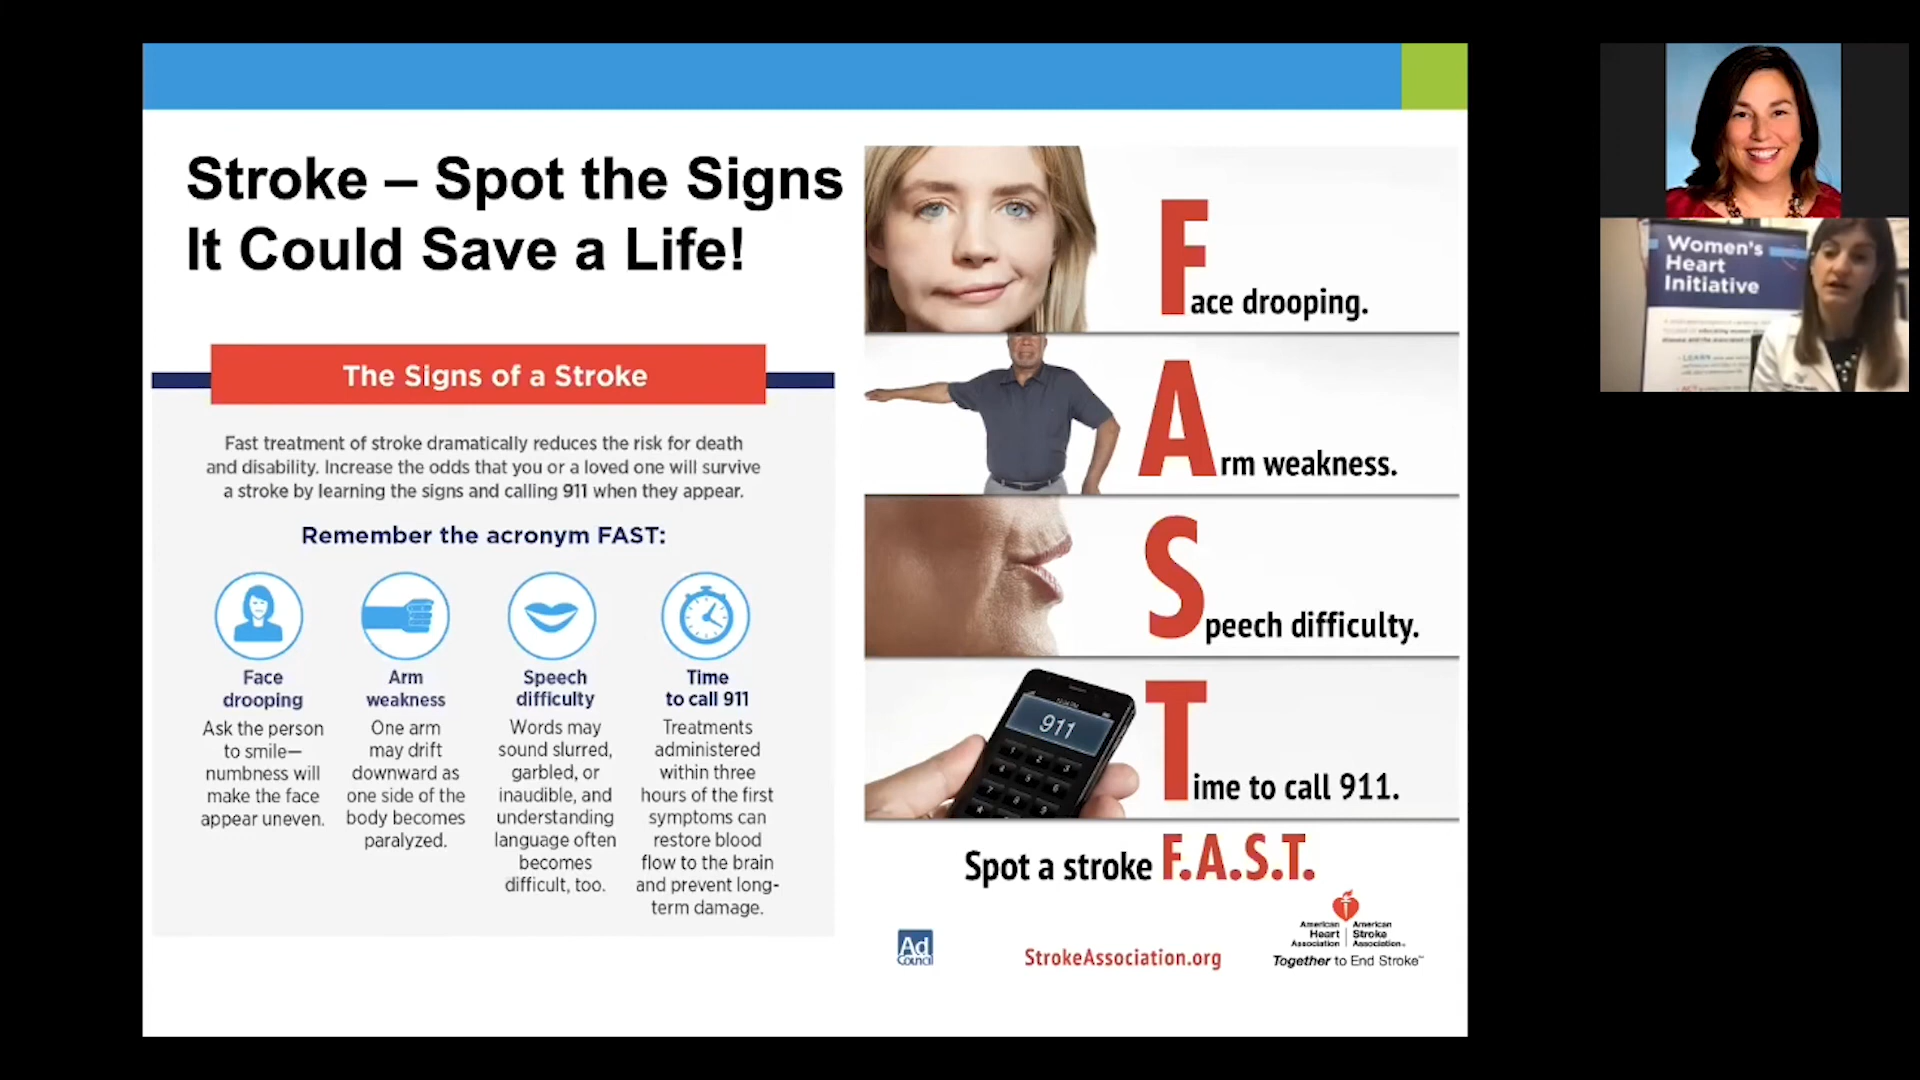 Stroke – Spot the Signs
It Could Save a Life!
The Signs of a Stroke
Fast treatment of stroke dramatically reduces the risk for death
and disability. Increase the odds that you or a loved one will survive
a stroke by learning the signs and calling 911 when they appear.
Remember the acronym FAST:
Face
drooping
Ask the person
to smile—
numbness will
make the face
appear uneven.
Arm
weakness
One arm
may drift
downward as
one side of the
body becomes
paralyzed.
Speech
difficulty
Words may
sound slurred,
garbled, or
inaudible, and
understanding
language often
becomes
difficult, too.
Time
to call 911
Treatments
administered
within three
hours of the first
symptoms can
restore blood
flow to the brain
and prevent long-
term damage.
Face drooping.
Arm weakness.
Speech difficulty.
911
Time to call 911.
Spot a stroke F.A.S.T.
Ad
Council
StrokeAssociation.org
American
Heart
Association
American
Stroke
Association®
Together to End Stroke™
Women's
Heart
Initiative
LEARN